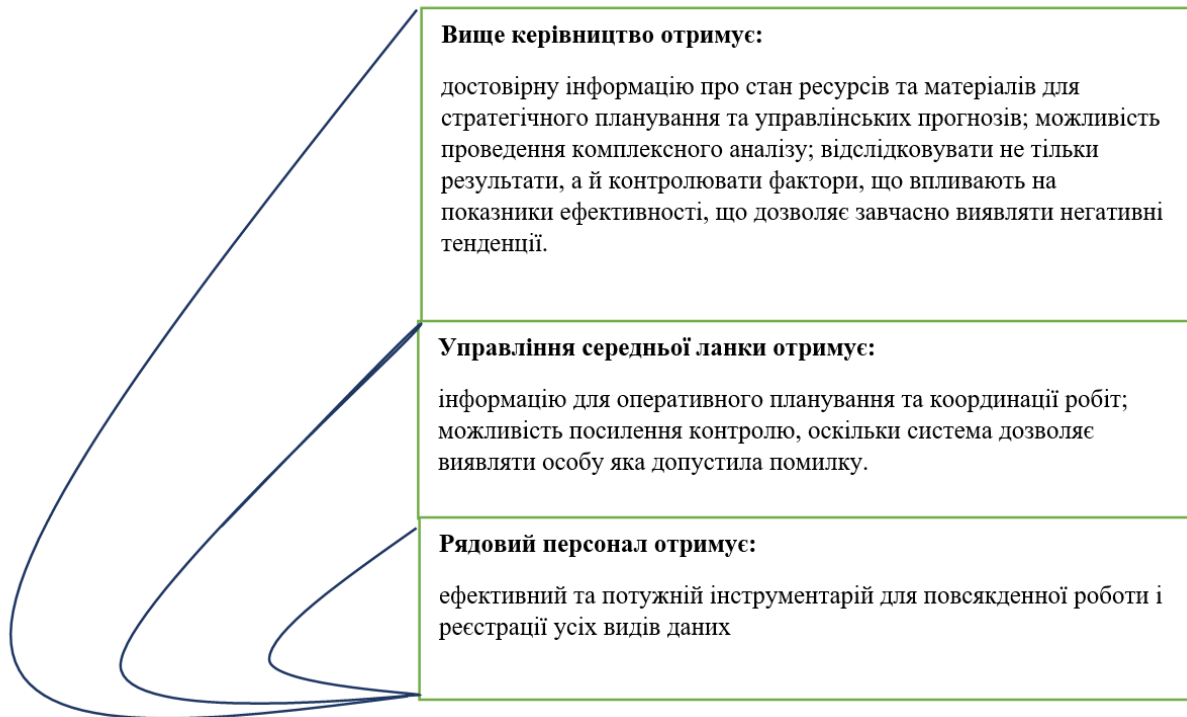 Вище керівництво отримує:
достовірну інформацію про стан ресурсів та матеріалів для
стратегічного планування та управлінських прогнозів; можливість
проведення комплексного аналізу; відслідковувати не тільки
результати, а й контролювати фактори, що впливають на
показники ефективності, що дозволяє завчасно виявляти негативні
тенденції.
Управління середньої ланки отримує:
інформацію для оперативного планування та координації робіт;
можливість посилення контролю, оскільки система дозволяє
виявляти особу яка допустила помилку.
Рядовий персонал отримує:
ефективний та потужній інструментарій для повсякденної роботи і
реєстрації усіх видів даних